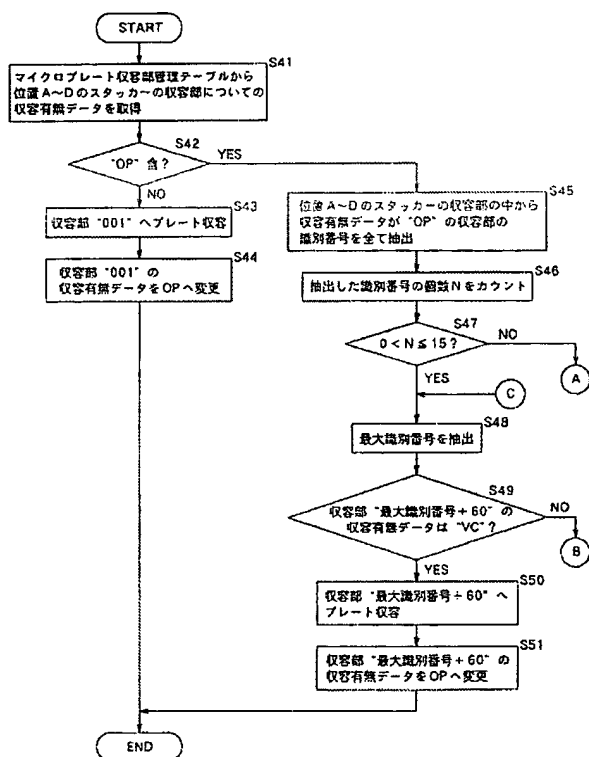 START
S41
マイクロプレート収容部管理テーブルから
位置A～Dのスタッカーの収容部についての
収容有無データを取得
S42
"OP"含？
YES
NO
S43
収容部"001"へプレート収容
S44
収容部"001"の
収容有無データをOPへ変更
S45
位置A～Dのスタッカーの収容部の中から
収容有無データが"OP"の収容部の
識別番号を全て抽出
S46
抽出した識別番号の個数Nをカウント
S47
0＜N≦15？
NO
A
YES
C
S48
最大識別番号を抽出
S49
収容部"最大識別番号+60"の
収容有無データは"VC"？
NO
B
YES
S50
収容部"最大識別番号+60"へ
プレート収容
S51
収容部"最大識別番号+60"の
収容有無データをOPへ変更
END